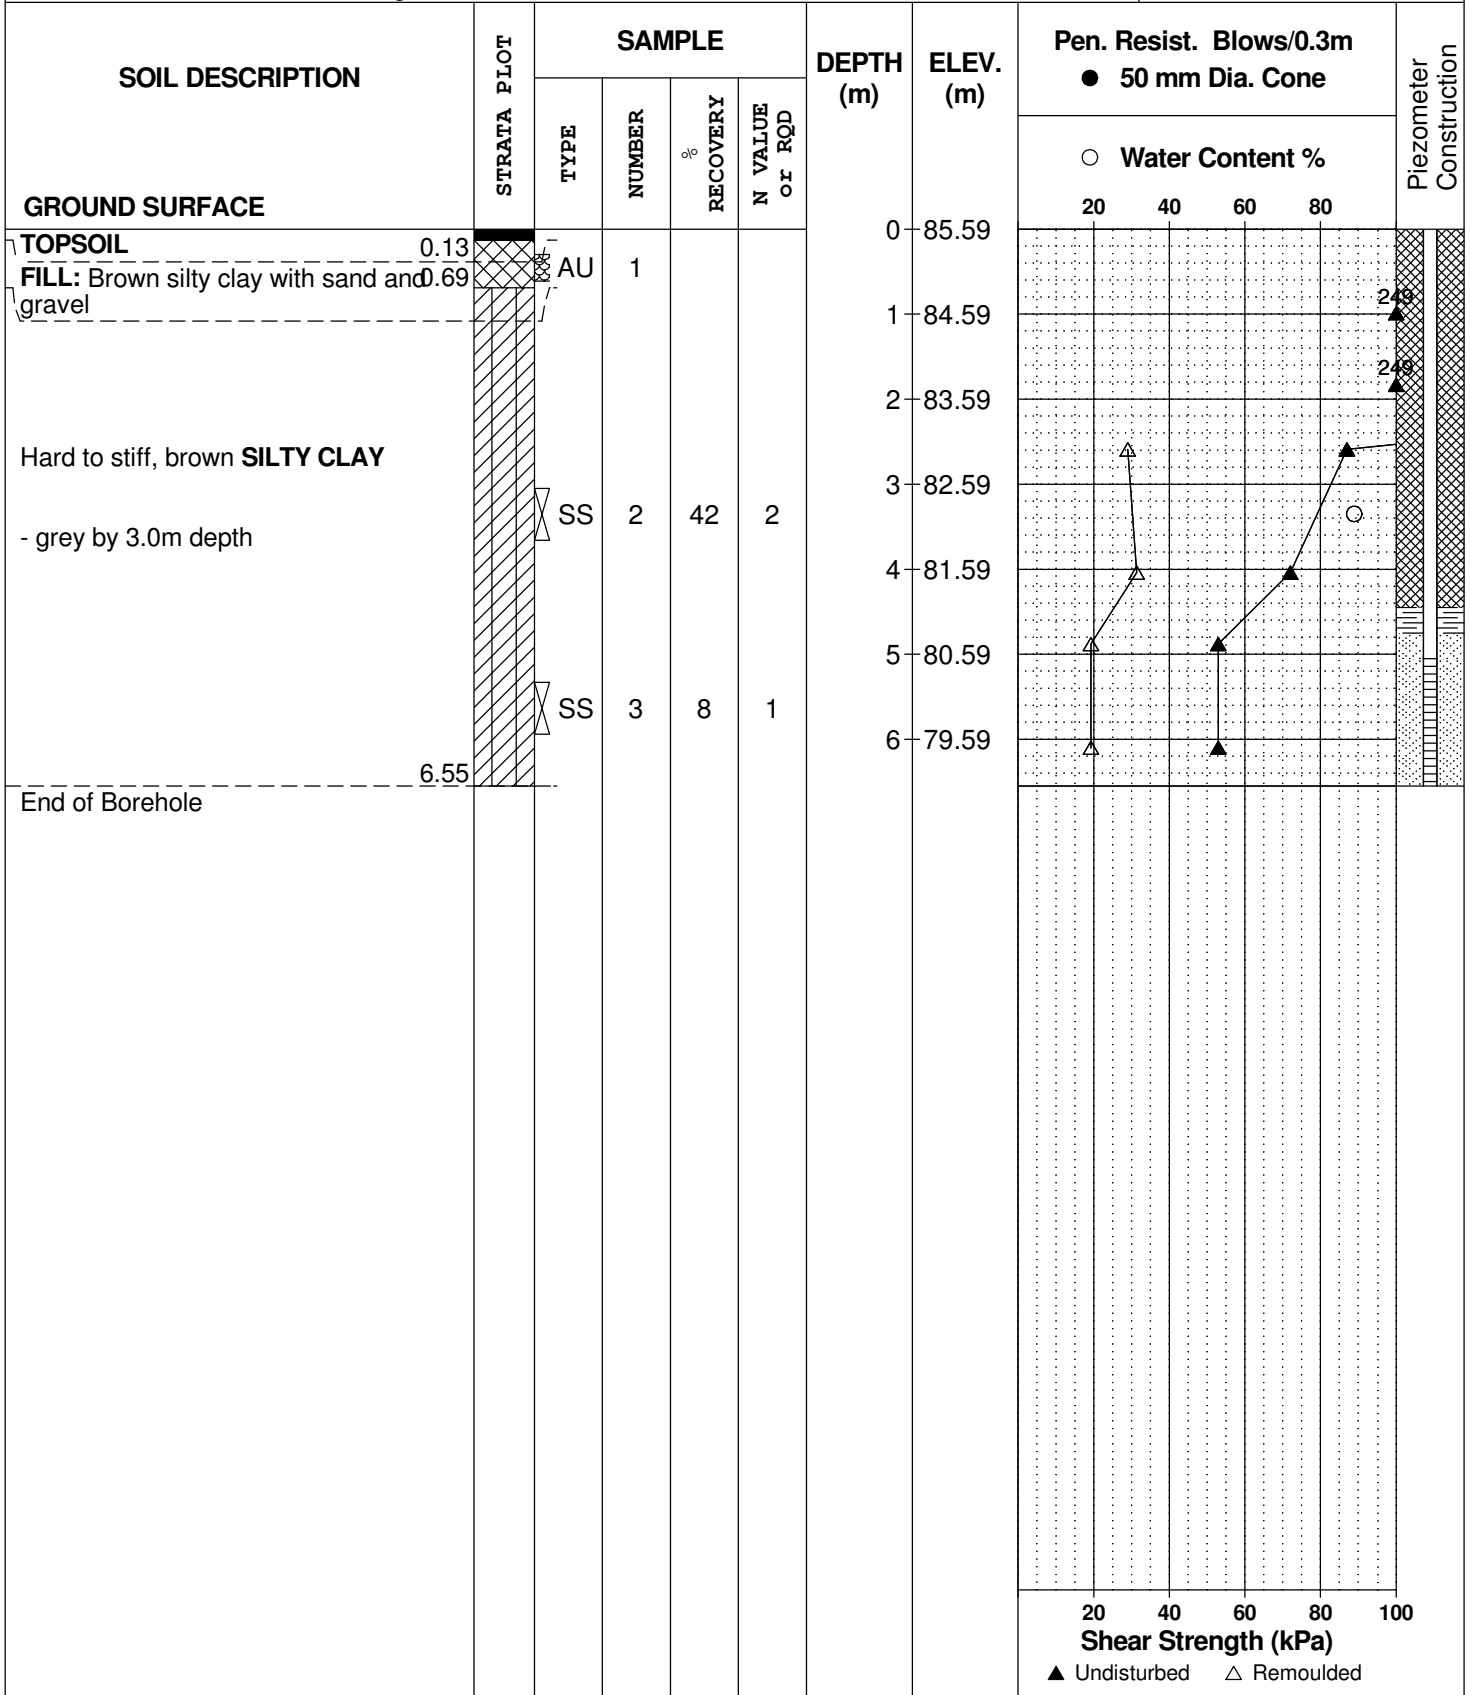 SOIL DESCRIPTION
GROUND SURFACE
STRATA PLOT
SAMPLE
TYPE
NUMBER
% RECOVERY
N VALUE or RQD
DEPTH (m)
ELEV. (m)
Pen. Resist. Blows/0.3m
● 50 mm Dia. Cone
○ Water Content %
20 40 60 80
Piezometer Construction
0 85.59
TOPSOIL 0.13
FILL: Brown silty clay with sand and 0.69
gravel
AU 1
249
1 84.59
249
2 83.59
Hard to stiff, brown SILTY CLAY
3 82.59
SS 2 42 2
- grey by 3.0m depth
4 81.59
5 80.59
SS 3 8 1
6 79.59
6.55
End of Borehole
20 40 60 80 100
Shear Strength (kPa)
▲ Undisturbed △ Remoulded